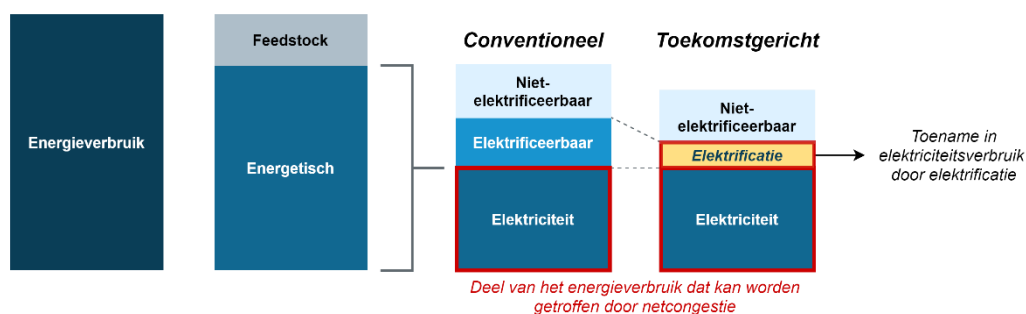 Energieverbruik
Feedstock
Energetisch
Conventioneel
Niet-
elektrificeerbaar
Elektrificeerbaar
Elektriciteit
Toekomstgericht
Niet-
elektrificeerbaar
Elektrificatie
Elektriciteit
Toename in
elektriciteitsverbruik
door elektrificatie
Deel van het energieverbruik dat kan worden
getroffen door netcongestie